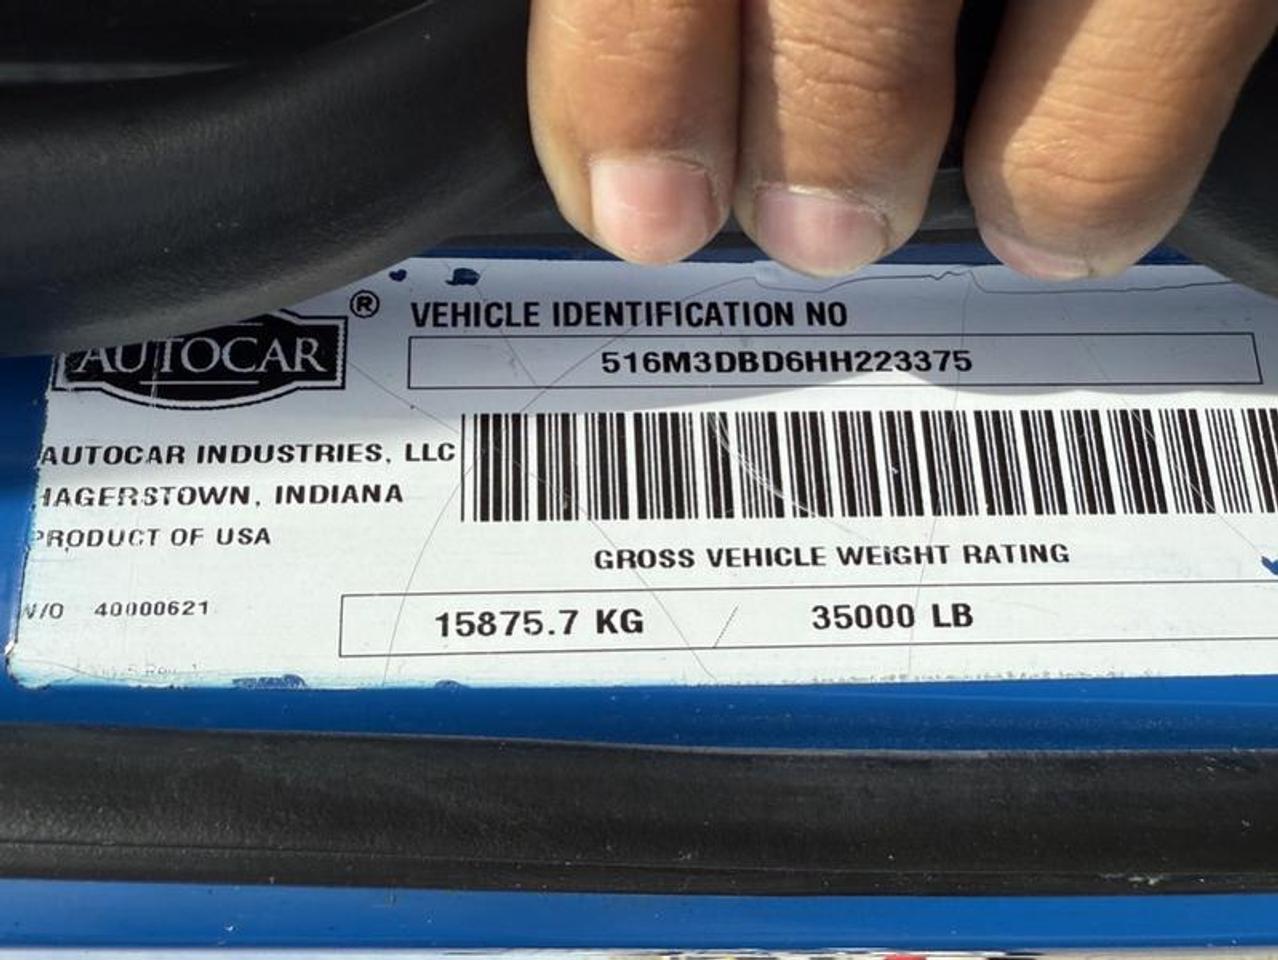 AUTOCAR ®
VEHICLE IDENTIFICATION NO
516M3DBD6HH223375
AUTOCAR INDUSTRIES, LLC
HAGERSTOWN, INDIANA
PRODUCT OF USA
GROSS VEHICLE WEIGHT RATING
W/O 40000621
15875.7 KG / 35000 LB